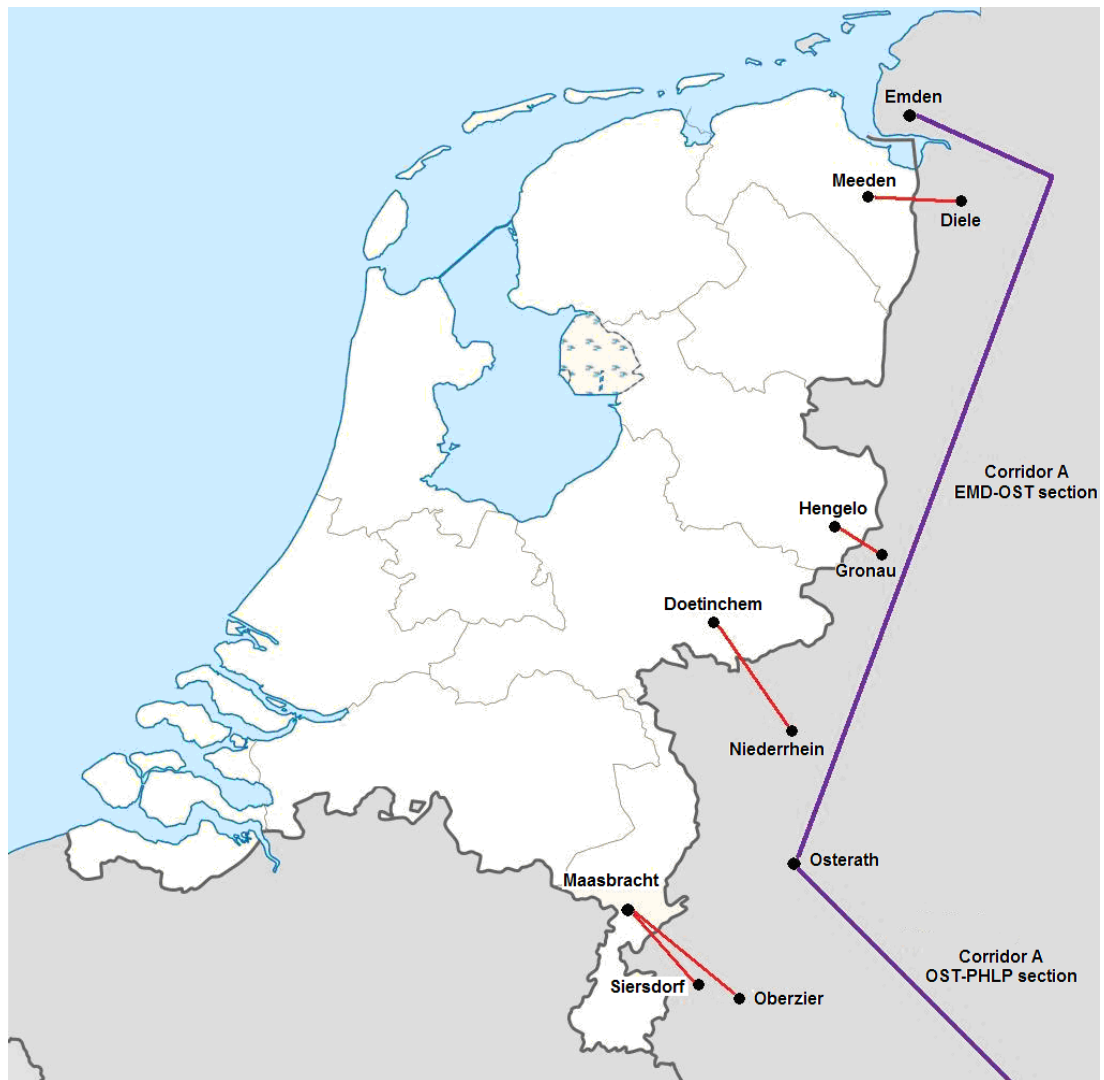 Emden
Meeden
Diele
Corridor A
EMD-OST section
Hengelo
Gronau
Doetinchem
Niederrhein
Osterath
Maasbracht
Corridor A
OST-PHLP section
Siersdorf
Oberzier